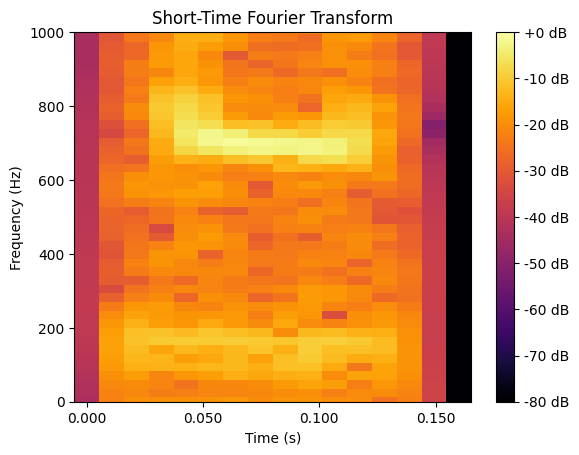 Short-Time Fourier Transform
1000
800
600
400
200
0
Frequency (Hz)
0.000
0.050
0.100
0.150
Time (s)
+0 dB
-10 dB
-20 dB
-30 dB
-40 dB
-50 dB
-60 dB
-70 dB
-80 dB